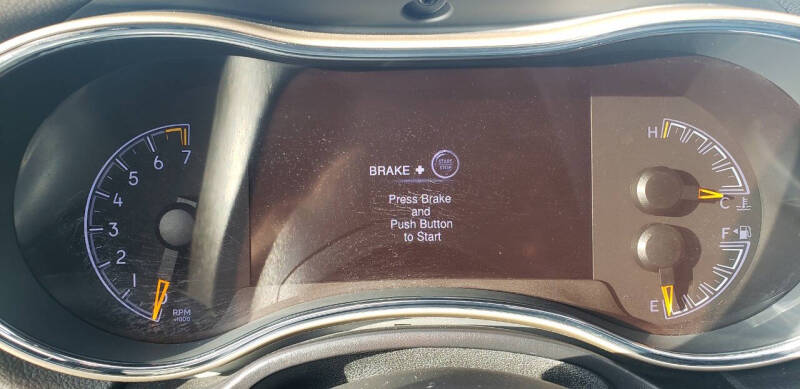 BRAKE + START STOP
Press Brake
and
Push Button
to Start
7
6
5
4
3
2
1
0
RPM
x1000
H
C
F
E